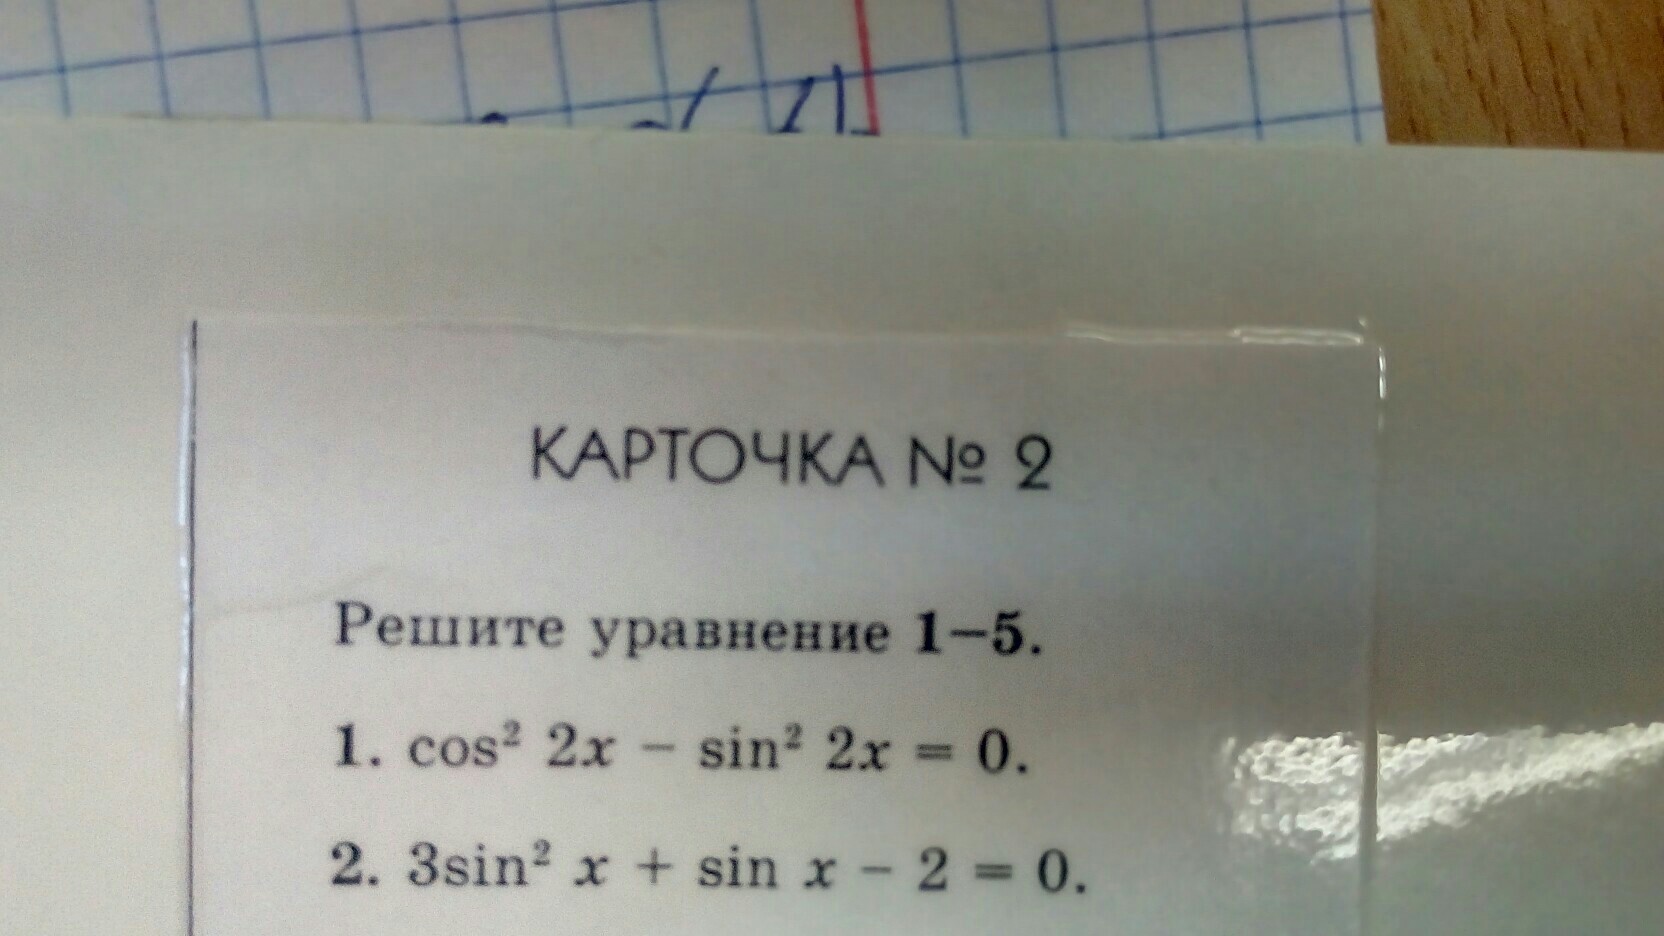 КАРТОЧКА № 2
Решите уравнение 1—5.
1. cos² 2x − sin² 2x = 0.
2. 3sin² x + sin x − 2 = 0.